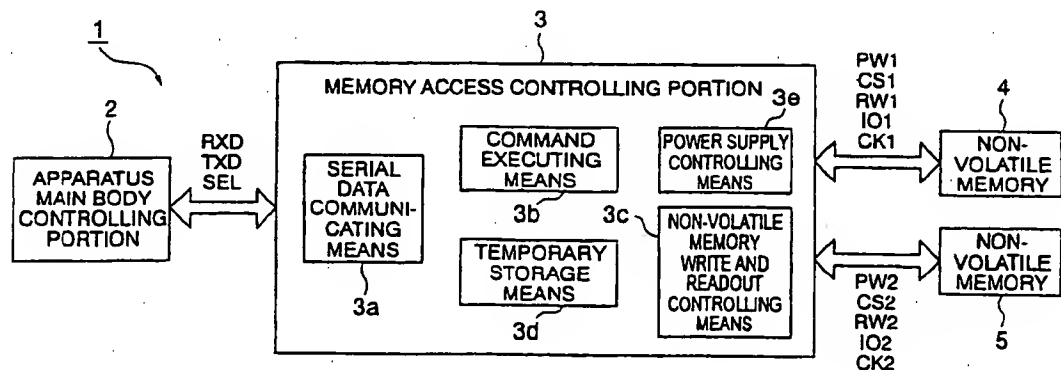 1
2
APPARATUS
MAIN BODY
CONTROLLING
PORTION
RXD
TXD
SEL
3
MEMORY ACCESS CONTROLLING PORTION
SERIAL
DATA
COMMUNI-
CATING
MEANS
3a
COMMAND
EXECUTING
MEANS
3b
TEMPORARY
STORAGE
MEANS
3d
3e
POWER SUPPLY
CONTROLLING
MEANS
3c
NON-VOLATILE
MEMORY
WRITE AND
READOUT
CONTROLLING
MEANS
PW1
CS1
RW1
IO1
CK1
4
NON-
VOLATILE
MEMORY
PW2
CS2
RW2
IO2
CK2
NON-
VOLATILE
MEMORY
5